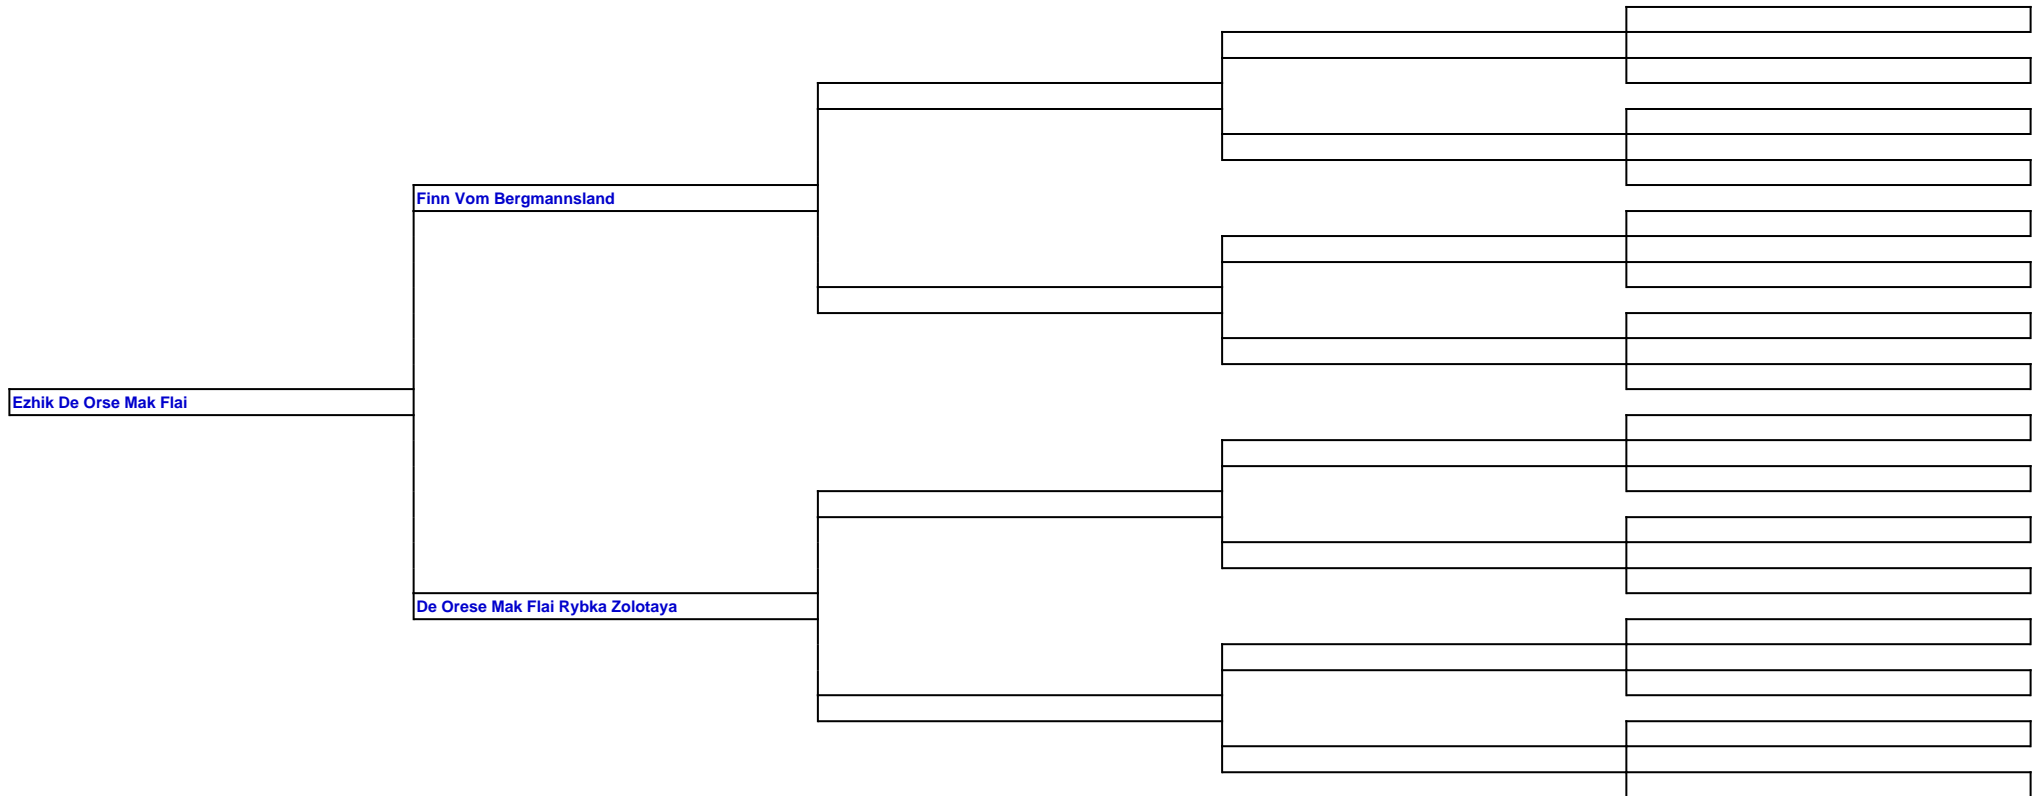 Finn Vom Bergmannsland
Ezhik De Orse Mak Flai
De Orese Mak Flai Rybka Zolotaya